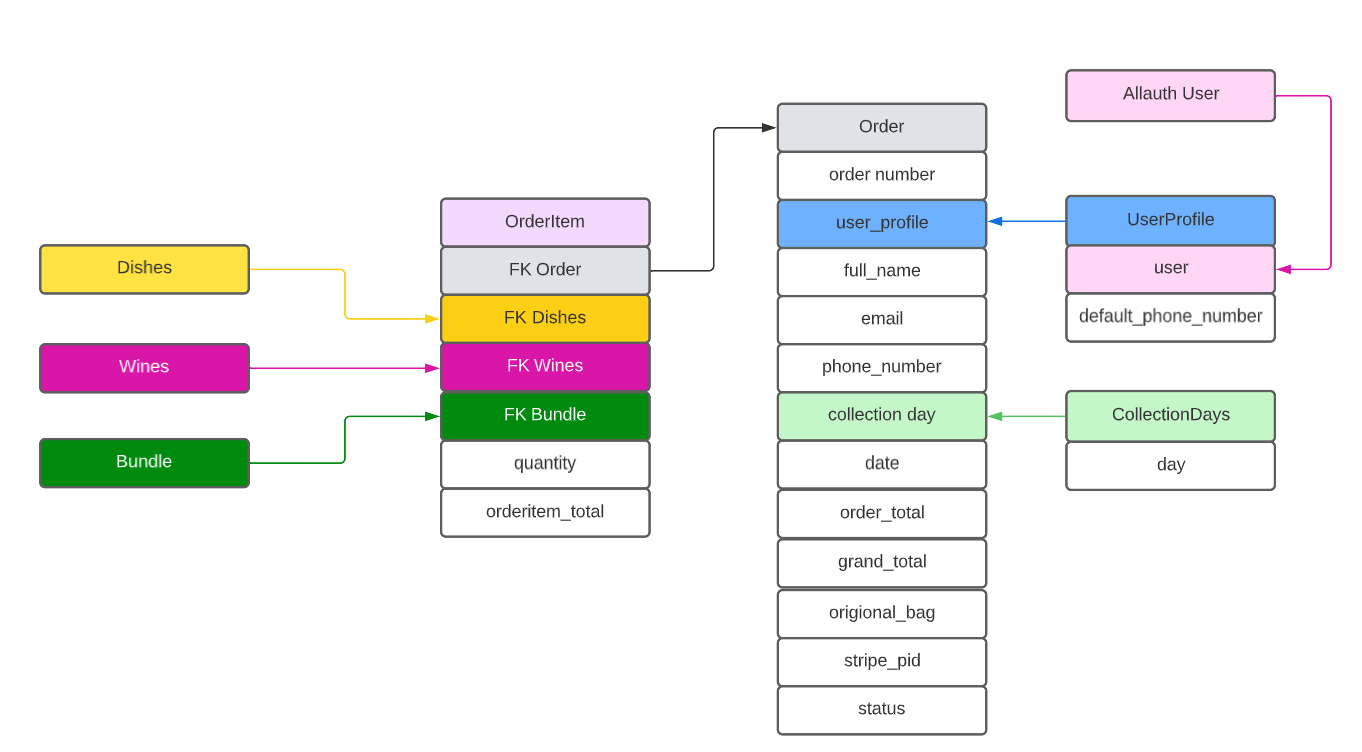 Dishes
Wines
Bundle
OrderItem
FK Order
FK Dishes
FK Wines
FK Bundle
quantity
orderitem_total
Order
order number
user_profile
full_name
email
phone_number
collection day
date
order_total
grand_total
origional_bag
stripe_pid
status
Allauth User
UserProfile
user
default_phone_number
CollectionDays
day